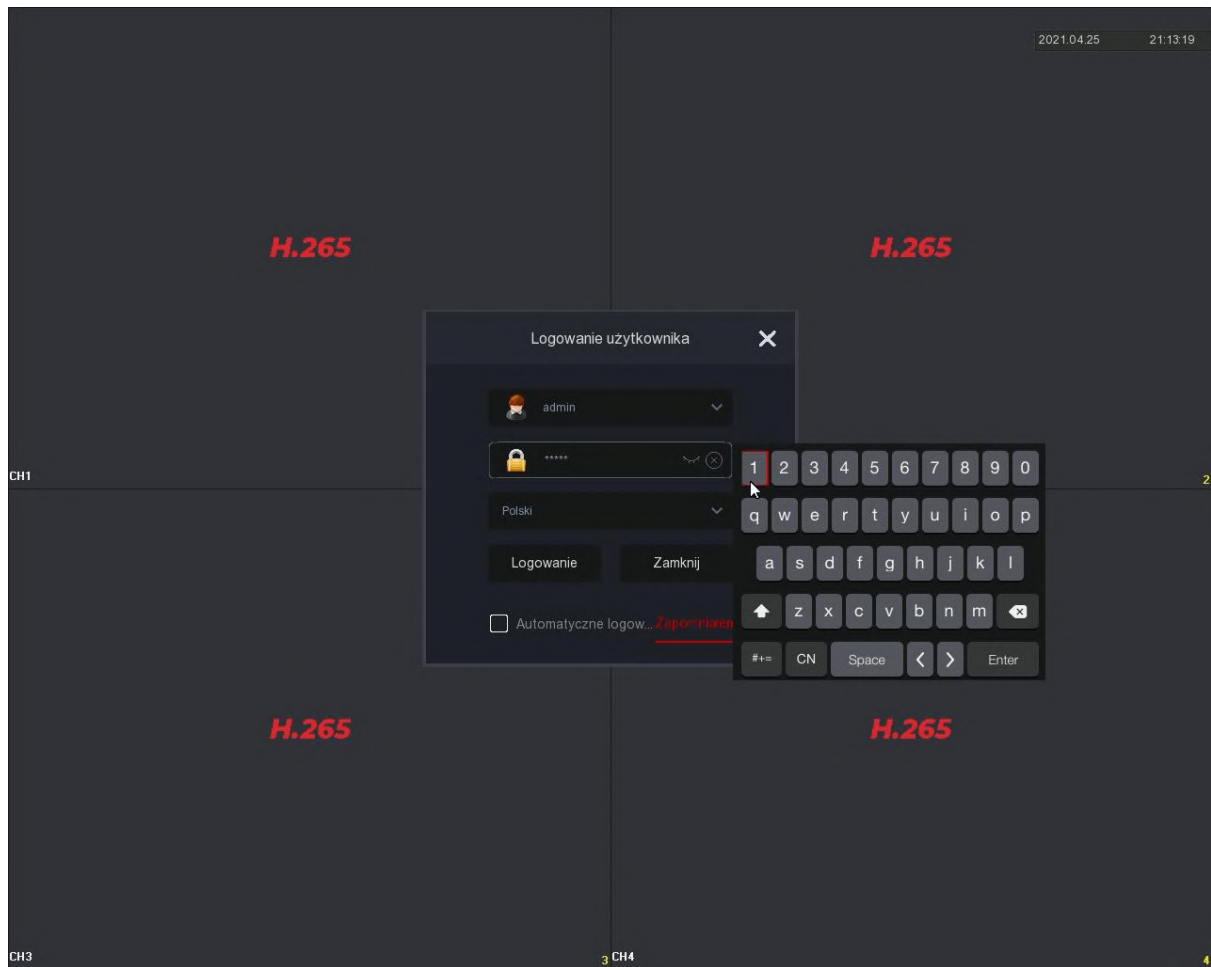 2021.04.25 21:13:19
H.265 H.265
Logowanie użytkownika
admin
*****
CH1 2
Polski
Logowanie Zamknij
Automatyczne logow...
1 2 3 4 5 6 7 8 9 0
q w e r t y u i o p
a s d f g h j k l
z x c v b n m
#+= CN Space < > Enter
H.265 H.265
CH3 3 CH4 4